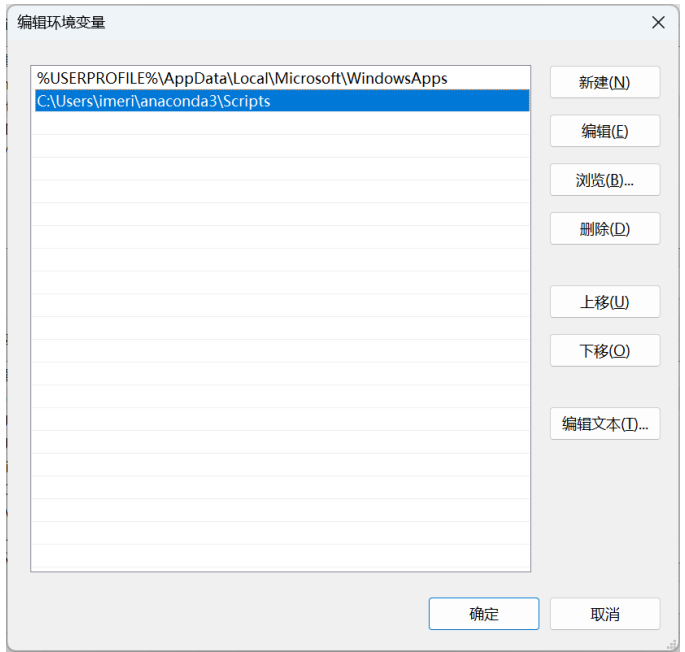 编辑环境变量
%USERPROFILE%\AppData\Local\Microsoft\WindowsApps
C:\Users\imeri\anaconda3\Scripts
新建(N)
编辑(E)
浏览(B)...
删除(D)
上移(U)
下移(O)
编辑文本(T)...
确定
取消